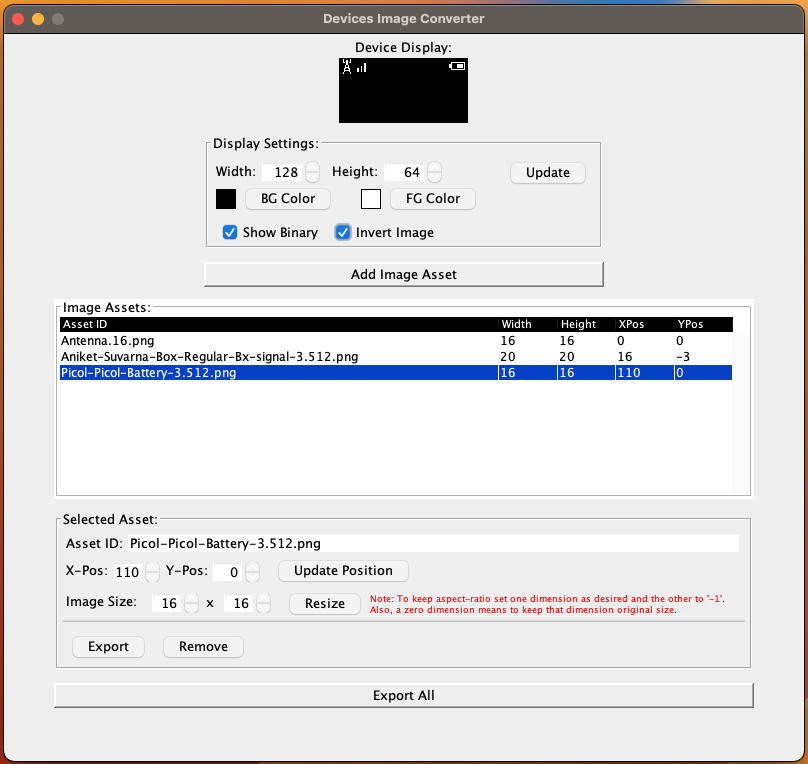 Devices Image Converter
Device Display:
Display Settings:
Width: 128 Height: 64 Update
BG Color FG Color
Show Binary Invert Image
Add Image Asset
Image Assets:
Asset ID Width Height XPos YPos
Antenna.16.png 16 16 0 0
Aniket-Suvarna-Box-Regular-Bx-signal-3.512.png 20 20 16 -3
Picol-Picol-Battery-3.512.png 16 16 110 0
Selected Asset:
Asset ID: Picol-Picol-Battery-3.512.png
X-Pos: 110 Y-Pos: 0 Update Position
Image Size: 16 x 16 Resize
Note: To keep aspect-ratio set one dimension as desired and the other to '-1'.
Also, a zero dimension means to keep that dimension original size.
Export Remove
Export All